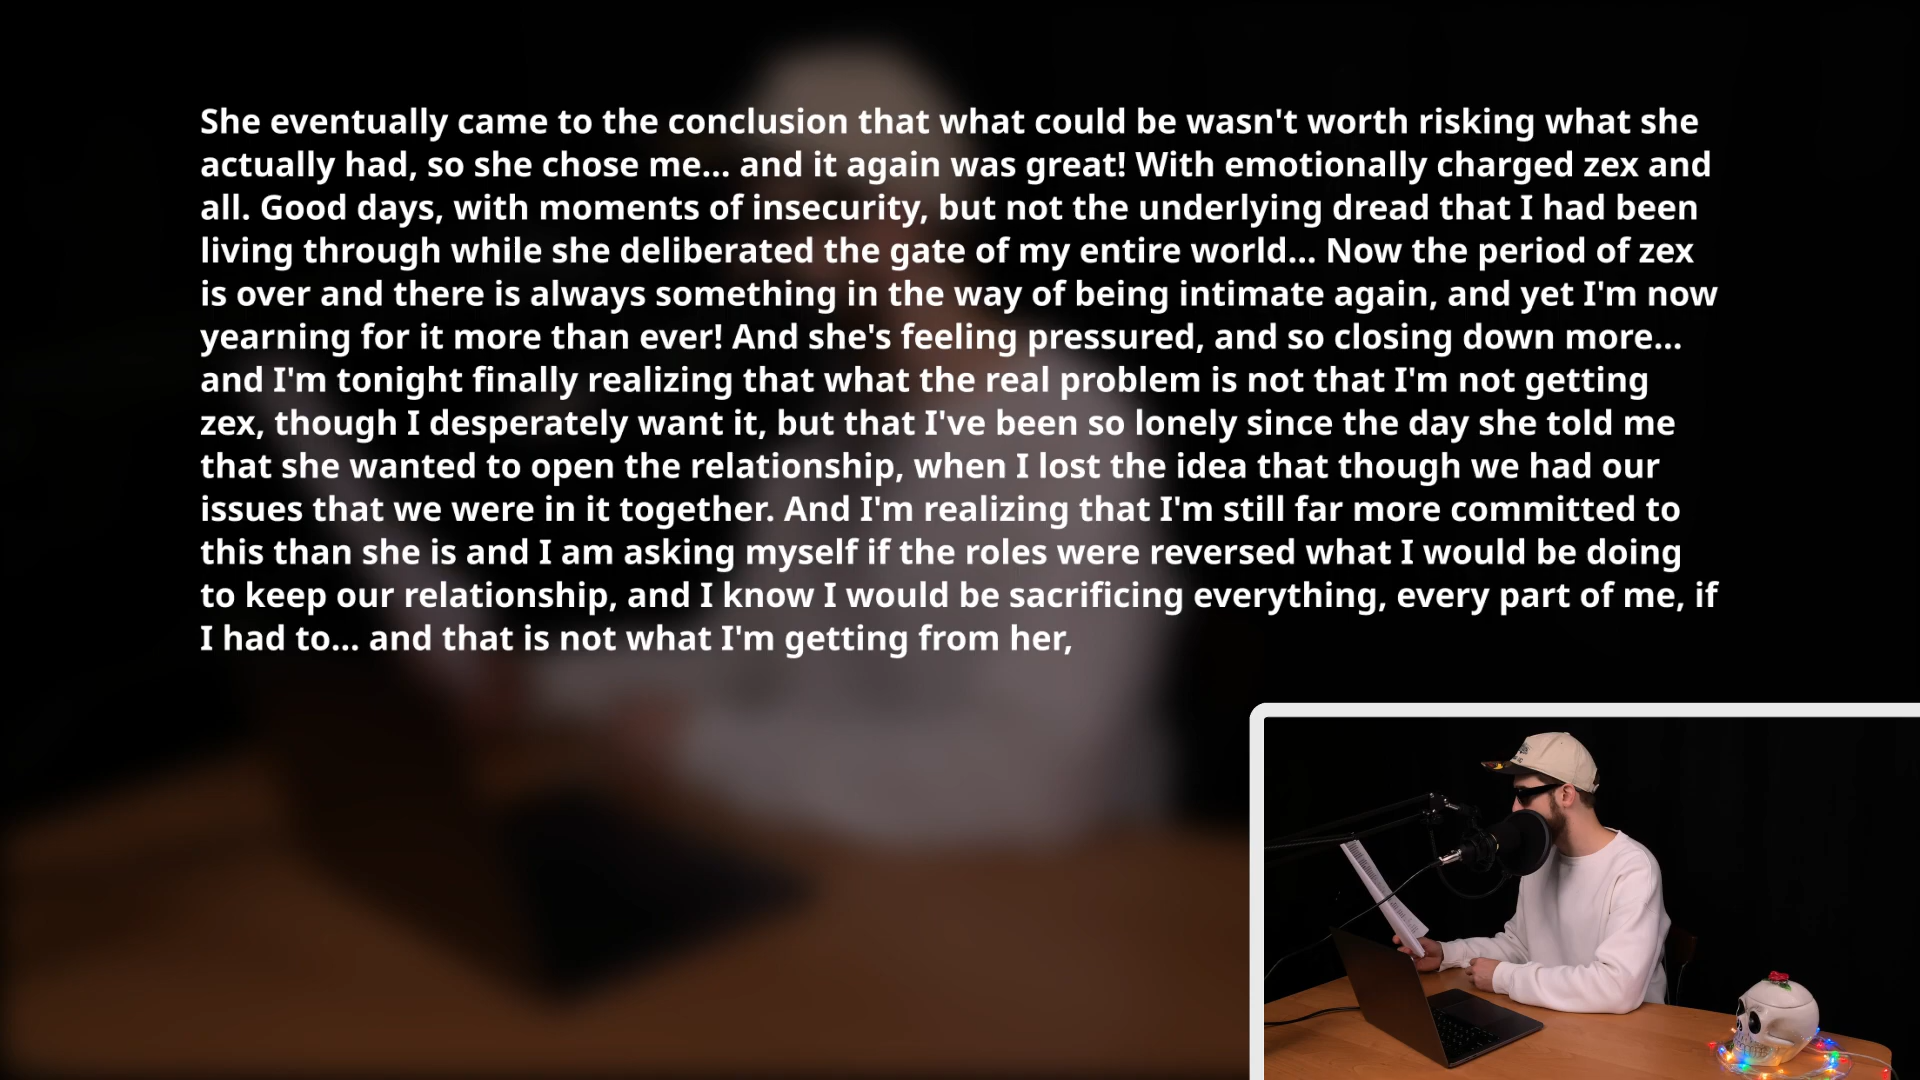 She eventually came to the conclusion that what could be wasn't worth risking what she
actually had, so she chose me... and it again was great! With emotionally charged zex and
all. Good days, with moments of insecurity, but not the underlying dread that I had been
living through while she deliberated the gate of my entire world... Now the period of zex
is over and there is always something in the way of being intimate again, and yet I'm now
yearning for it more than ever! And she's feeling pressured, and so closing down more...
and I'm tonight finally realizing that what the real problem is not that I'm not getting
zex, though I desperately want it, but that I've been so lonely since the day she told me
that she wanted to open the relationship, when I lost the idea that though we had our
issues that we were in it together. And I'm realizing that I'm still far more committed to
this than she is and I am asking myself if the roles were reversed what I would be doing
to keep our relationship, and I know I would be sacrificing everything, every part of me, if
I had to... and that is not what I'm getting from her,